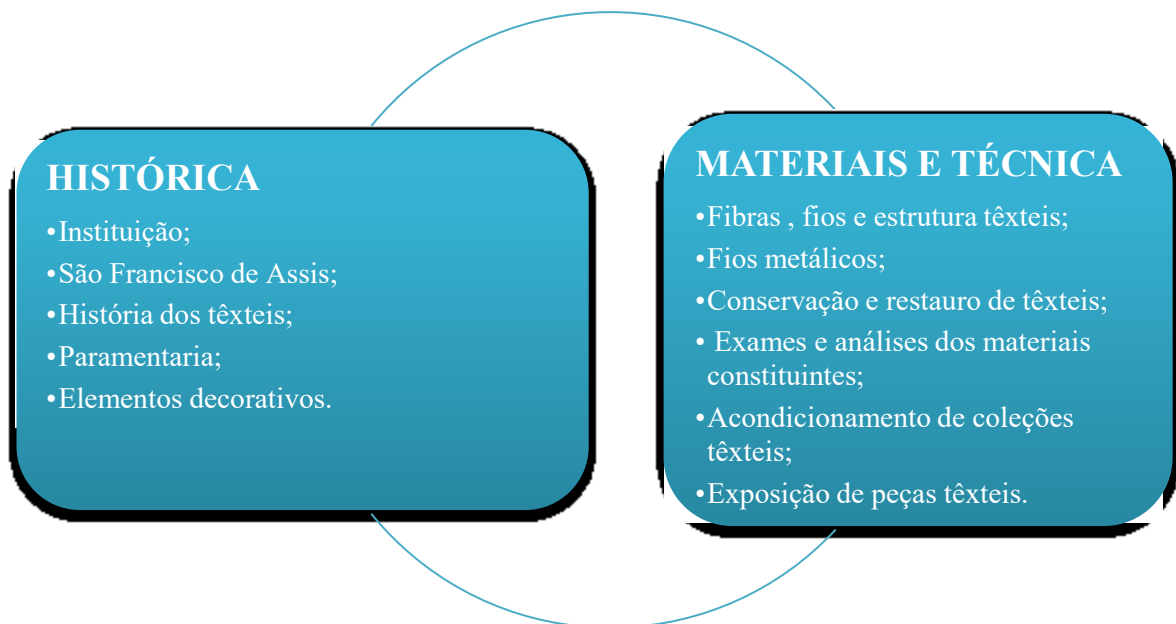 HISTÓRICA
•Instituição;
•São Francisco de Assis;
•História dos têxteis;
•Paramentaria;
•Elementos decorativos.
MATERIAIS E TÉCNICA
•Fibras , fios e estrutura têxteis;
•Fios metálicos;
•Conservação e restauro de têxteis;
• Exames e análises dos materiais
constituintes;
•Acondicionamento de coleções
têxteis;
•Exposição de peças têxteis.